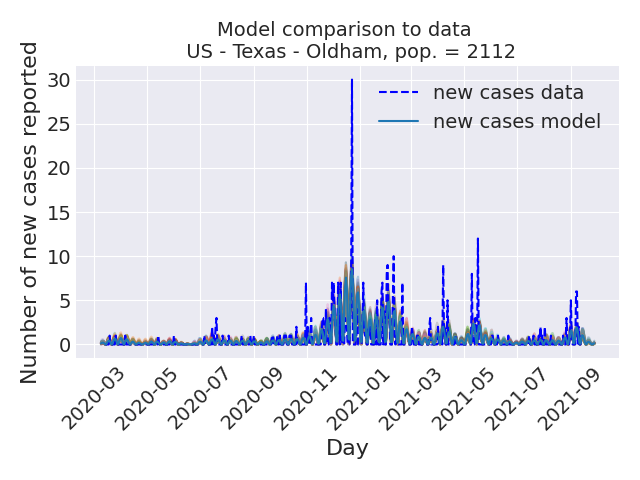 Model comparison to data
US - Texas - Oldham, pop. = 2112
Number of new cases reported
30
25
20
15
10
5
0
new cases data
new cases model
2020-03
2020-05
2020-07
2020-09
2020-11
2021-01
2021-03
2021-05
2021-07
2021-09
Day